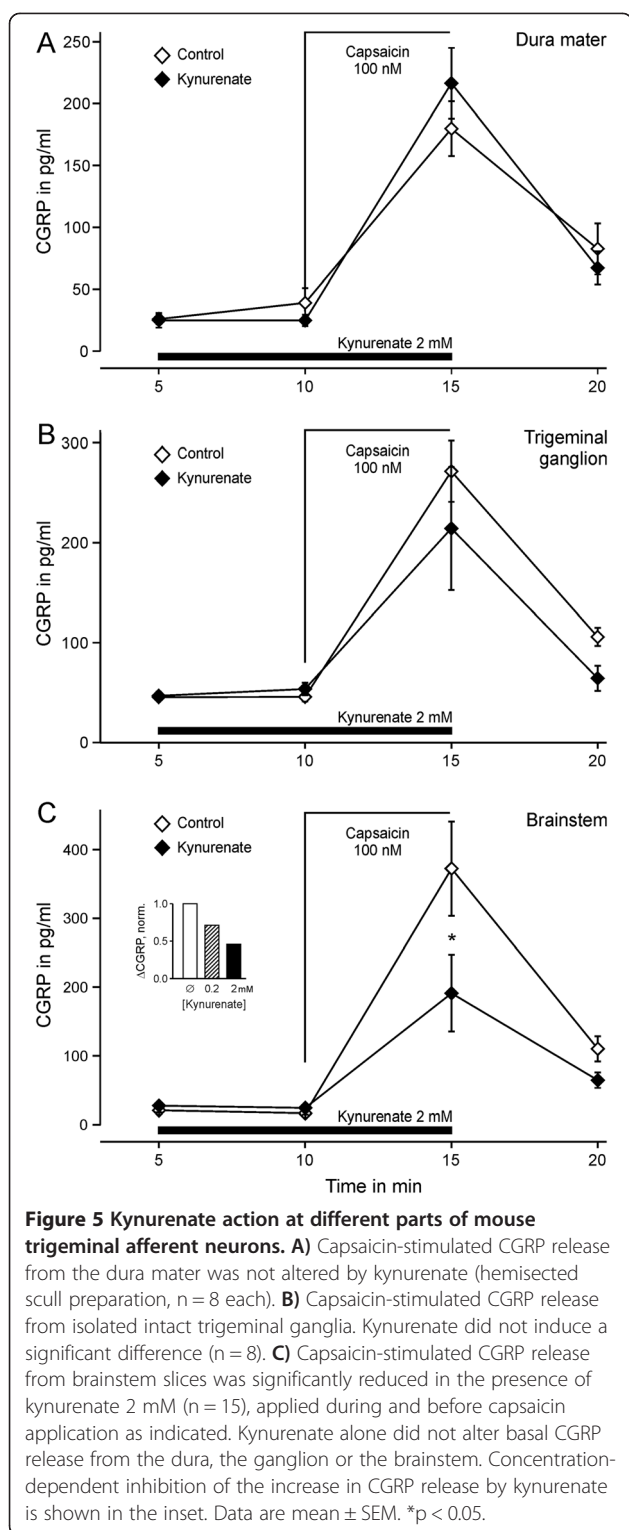 A
Dura mater
Control
Kynurenate
Capsaicin
100 nM
CGRP in pg/ml
250
200
150
100
50
0
Kynurenate 2 mM
5 10 15 20
B
Trigeminal
ganglion
Control
Kynurenate
Capsaicin
100 nM
CGRP in pg/ml
300
200
100
0
Kynurenate 2 mM
5 10 15 20
C
Brainstem
Control
Kynurenate
Capsaicin
100 nM
CGRP in pg/ml
400
300
200
100
0
ΔCGRP, norm.
1.0
0.5
0.0
∅ 0.2 2 mM
[Kynurenate]
*
Kynurenate 2 mM
5 10 15 20
Time in min
Figure 5 Kynurenate action at different parts of mouse
trigeminal afferent neurons. A) Capsaicin-stimulated CGRP release
from the dura mater was not altered by kynurenate (hemisected
scull preparation, n = 8 each). B) Capsaicin-stimulated CGRP release
from isolated intact trigeminal ganglia. Kynurenate did not induce a
significant difference (n = 8). C) Capsaicin-stimulated CGRP release
from brainstem slices was significantly reduced in the presence of
kynurenate 2 mM (n = 15), applied during and before capsaicin
application as indicated. Kynurenate alone did not alter basal CGRP
release from the dura, the ganglion or the brainstem. Concentration-
dependent inhibition of the increase in CGRP release by kynurenate
is shown in the inset. Data are mean ± SEM. *p < 0.05.